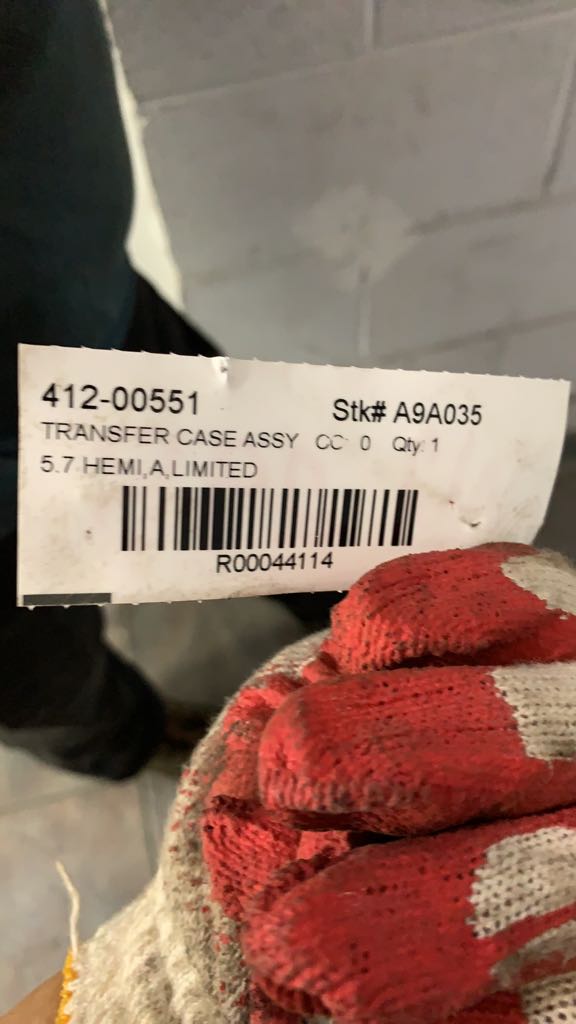 412-00551 Stk# A9A035
TRANSFER CASE ASSY CC: 0 Qty: 1
5.7 HEMI,A,LIMITED
R00044114